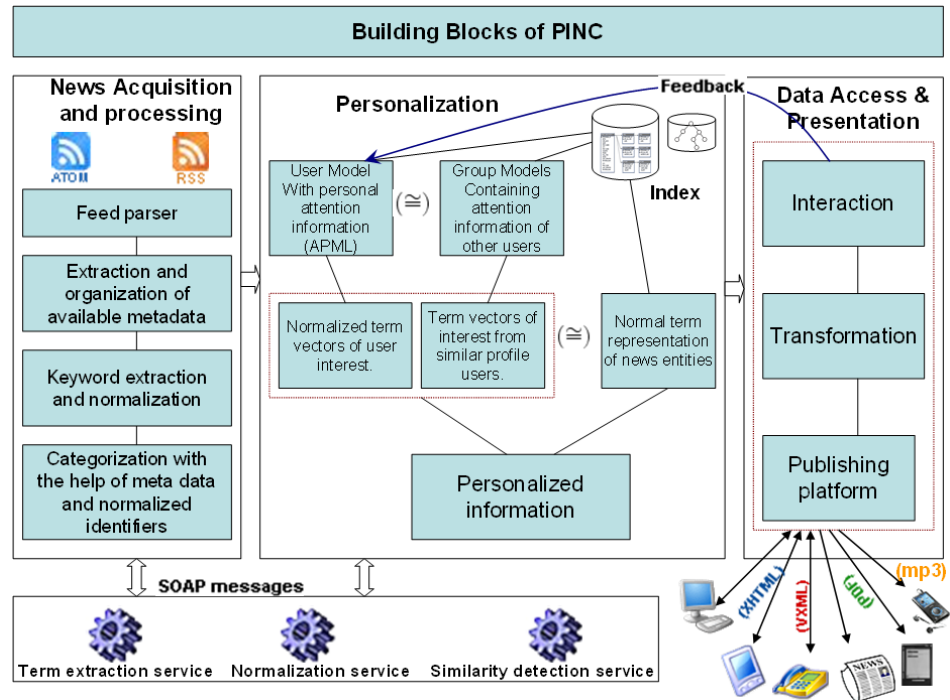 Building Blocks of PINC
News Acquisition
and processing
ATOM
RSS
Feed parser
Extraction and
organization of
available metadata
Keyword extraction
and normalization
Categorization with
the help of meta data
and normalized
identifiers
Personalization
Feedback
User Model
With personal
attention
information
(APML)
(≅)
Group Models
Containing
attention
information of
other users
Index
Normalized term
vectors of user
interest.
Term vectors of
interest from
similar profile
users.
(≅)
Normal term
representation
of news entities
Personalized
information
Data Access &
Presentation
Interaction
Transformation
Publishing
platform
(XHTML)
(VXML)
(PDF)
(mp3)
NEWS
SOAP messages
Term extraction service
Normalization service
Similarity detection service